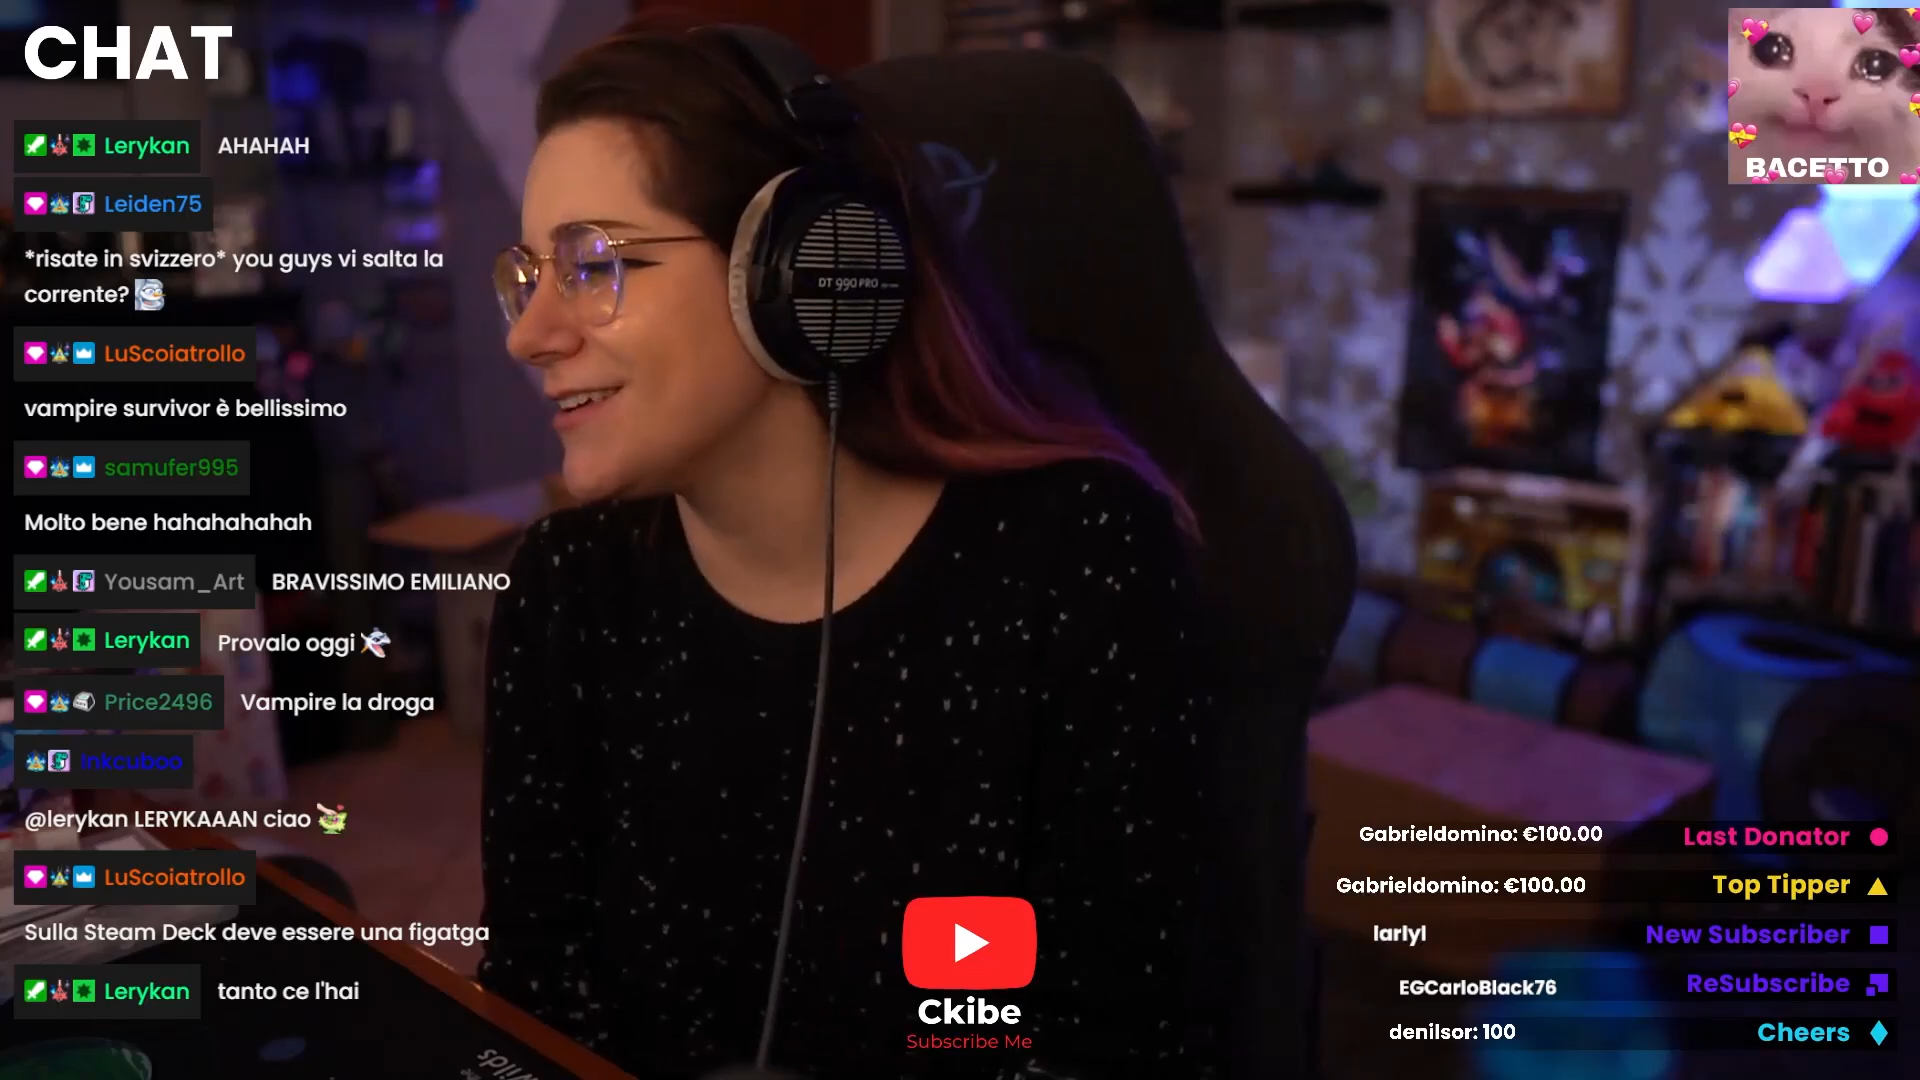 CHAT
Lerykan AHAHAH
Leiden75
*risate in svizzero* you guys vi salta la
corrente?
LuScoiatrollo
vampire survivor è bellissimo
samufer995
Molto bene hahahahahah
Yousam_Art BRAVISSIMO EMILIANO
Lerykan Provalo oggi
Price2496 Vampire la droga
Inkcuboo
@lerykan LERYKAAAN ciao
LuScoiatrollo
Sulla Steam Deck deve essere una figatga
Lerykan tanto ce l'hai
DT 990 PRO
BACETTO
Ckibe
Subscribe Me
Gabrieldomino: €100.00 Last Donator
Gabrieldomino: €100.00 Top Tipper
larlyl New Subscriber
EGCarloBlack76 ReSubscribe
denilsor: 100 Cheers
the
Wilds